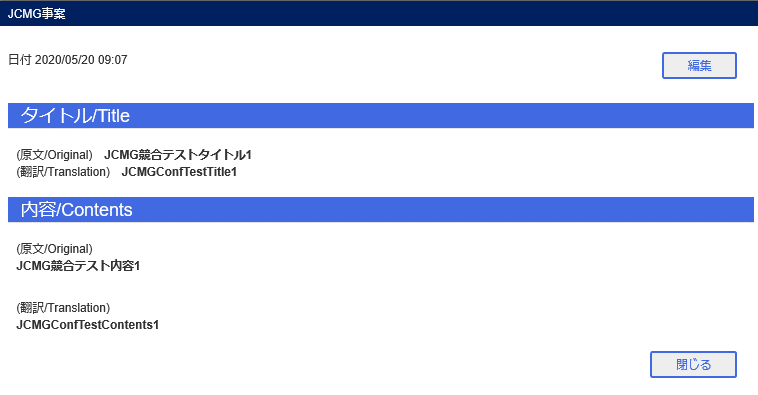 JCMG事案
日付 2020/05/20 09:07
編集
タイトル/Title
(原文/Original) JCMG競合テストタイトル1
(翻訳/Translation) JCMGConfTestTitle1
内容/Contents
(原文/Original)
JCMG競合テスト内容1
(翻訳/Translation)
JCMGConfTestContents1
閉じる